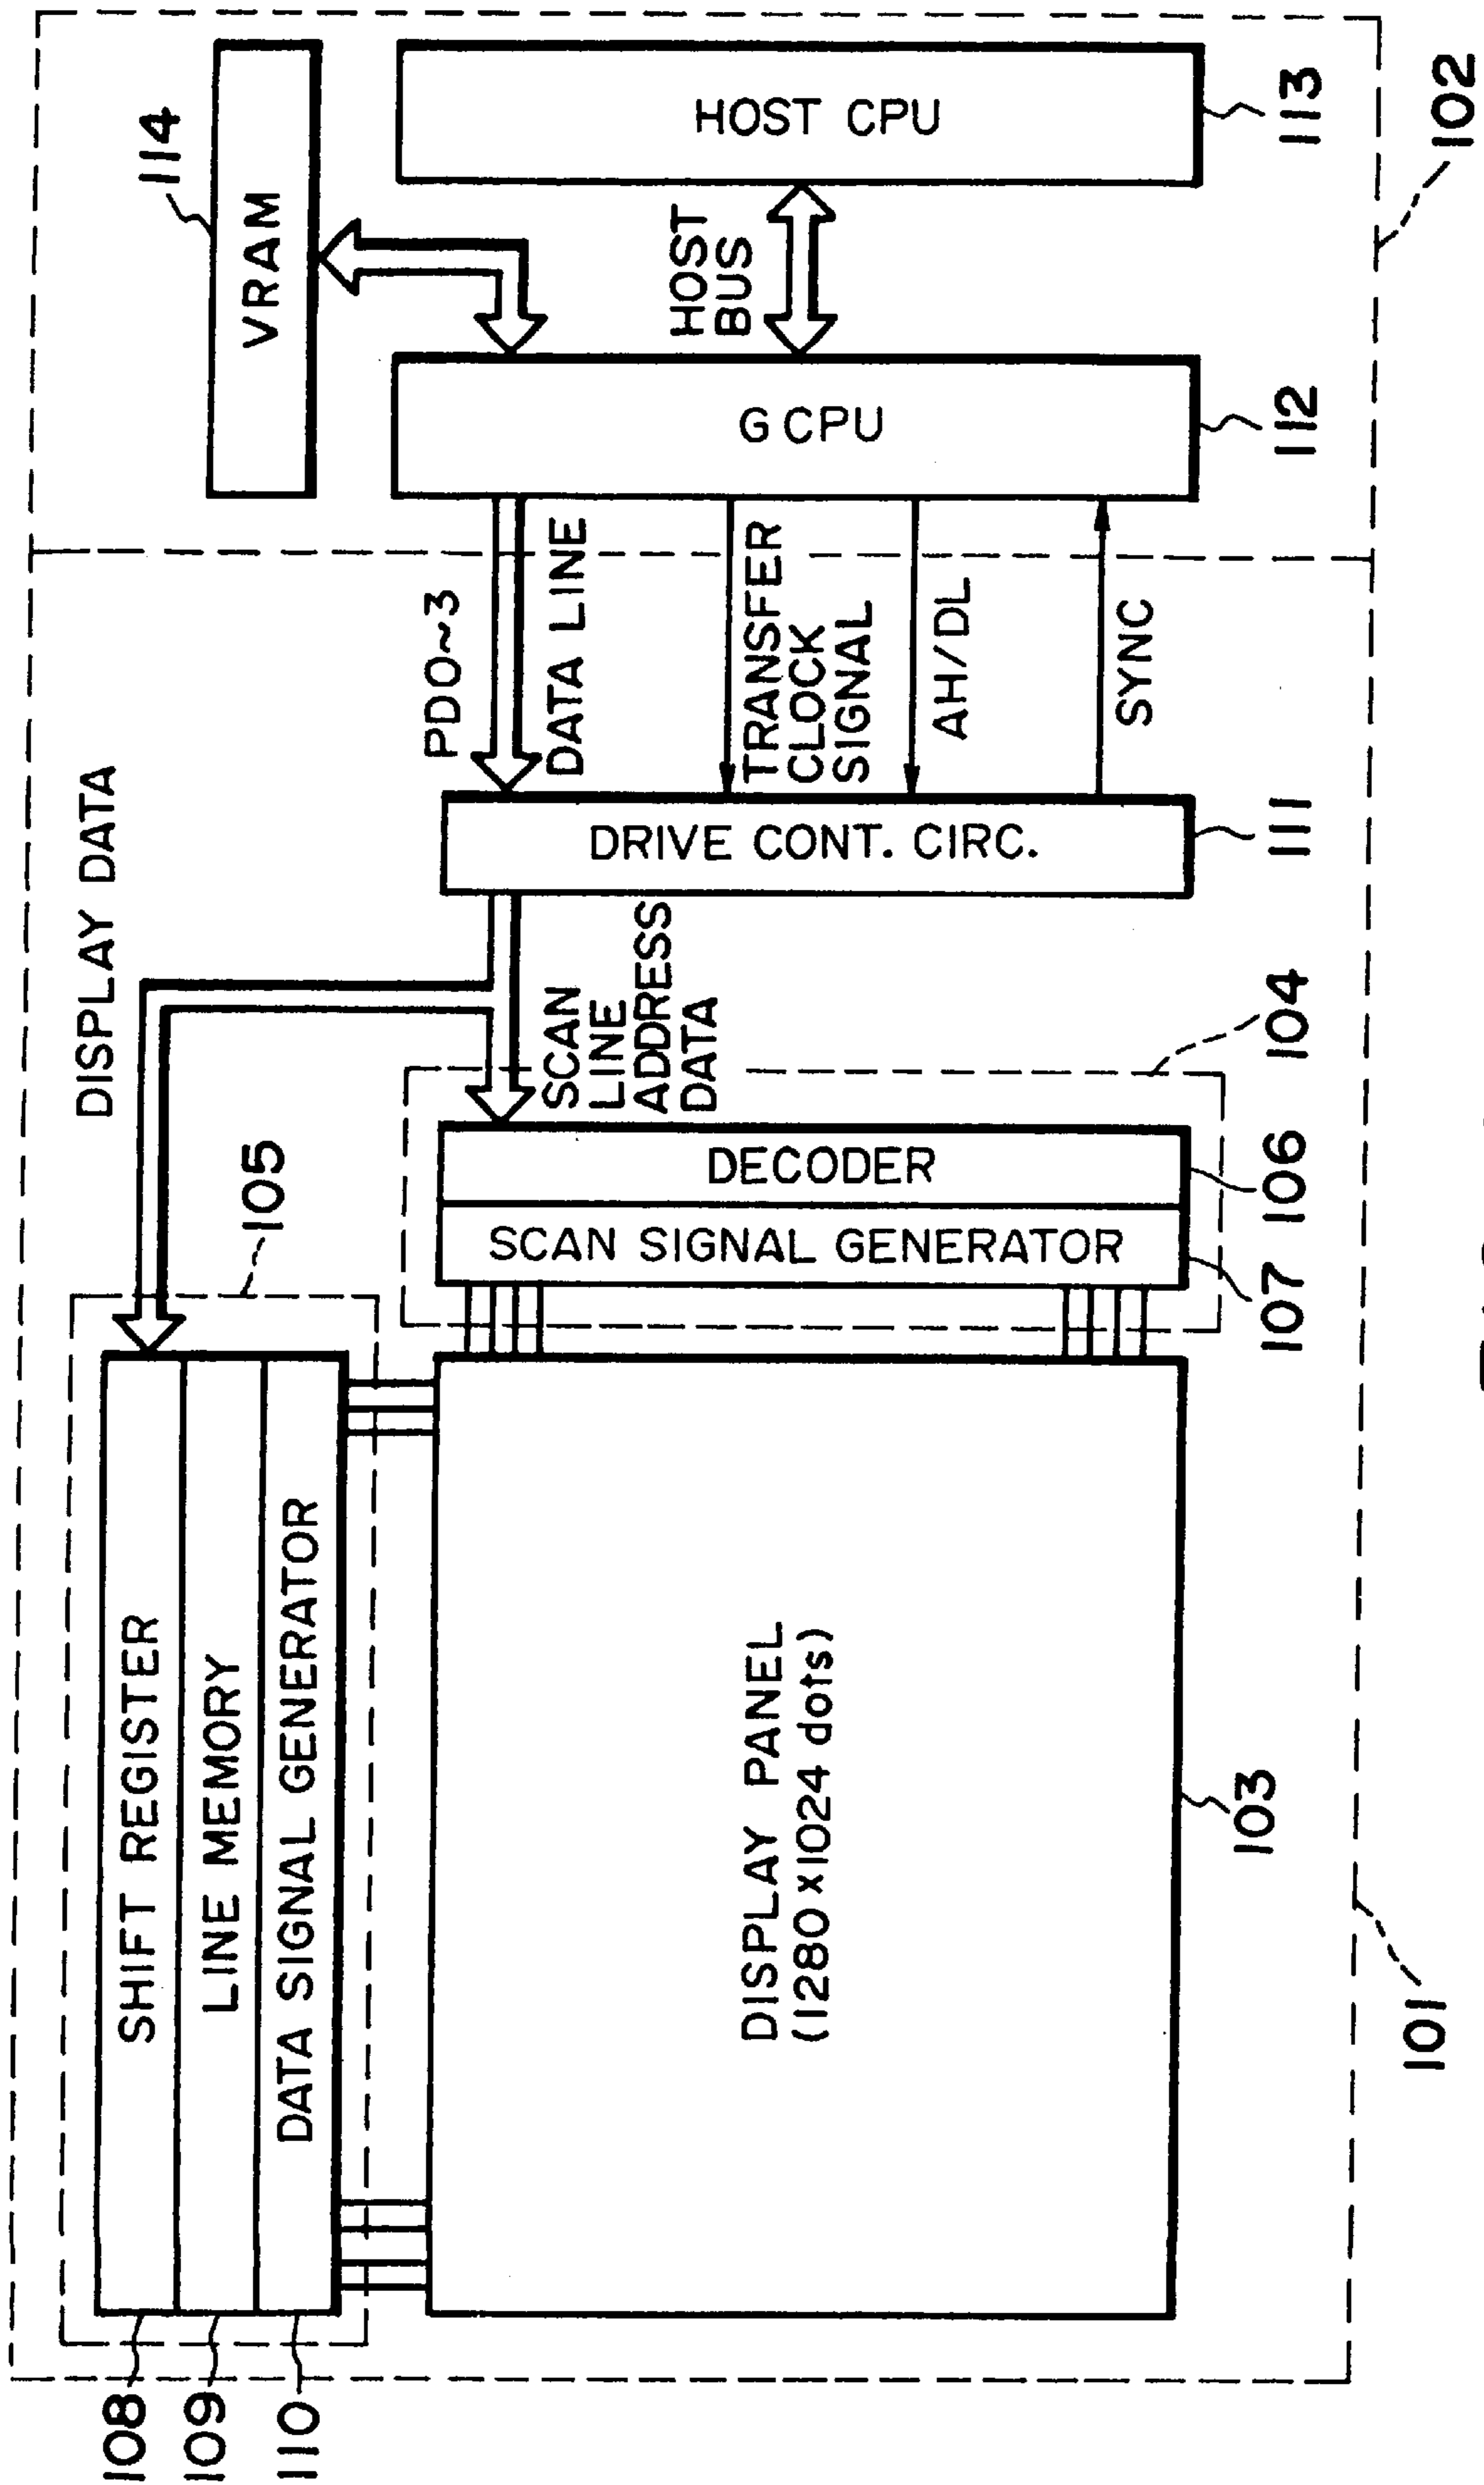 108
109
110
SHIFT REGISTER
LINE MEMORY
DATA SIGNAL GENERATOR
105
DISPLAY DATA
114
VRAM
DISPLAY PANEL
(1280×1024 dots)
103
SCAN SIGNAL GENERATOR
DECODER
107
106
104
SCAN
LINE
ADDRESS
DATA
DRIVE CONT. CIRC.
111
PD0~3
DATA LINE
TRANSFER
CLOCK
SIGNAL
AH/DL
SYNC
G CPU
112
HOST
BUS
HOST CPU
113
101
102